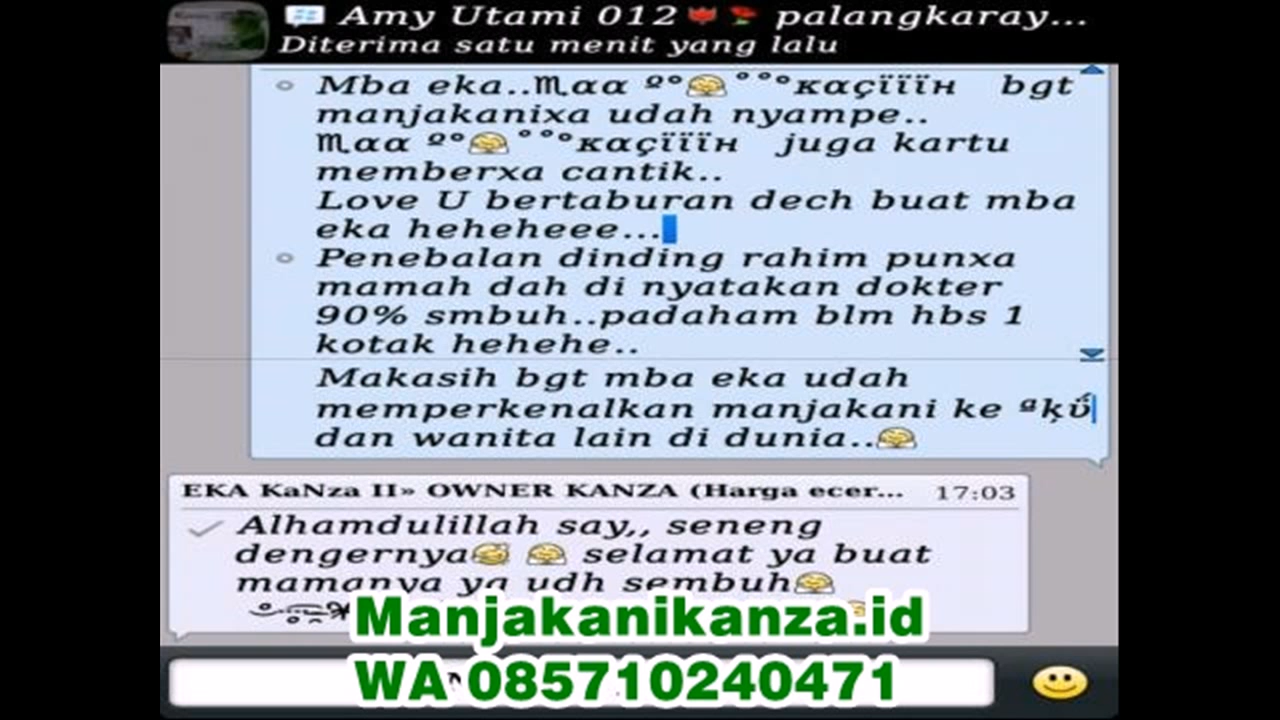 Amy Utami 012🌷🌹 palangkaray...
Diterima satu menit yang lalu
Mba eka..♏αα º°🤗˚°˚°кαçïïïн bgt
manjakanixa udah nyampe..
♏αα º°🤗˚°˚°кαçïïïн juga kartu
memberxa cantik..
Love U bertaburan dech buat mba
eka heheheee...
Penebalan dinding rahim punxa
mamah dah di nyatakan dokter
90% smbuh..padaham blm hbs 1
kotak hehehe..
Makasih bgt mba eka udah
memperkenalkan manjakani ke ªķΰ
dan wanita lain di dunia..🤗
EKA KaNza II» OWNER KANZA (Harga ecer... 17:03
Alhamdulillah say,, seneng
dengernya😅 🤗 selamat ya buat
mamanya ya udh sembuh🤗
Manjakanikanza.id
WA 085710240471